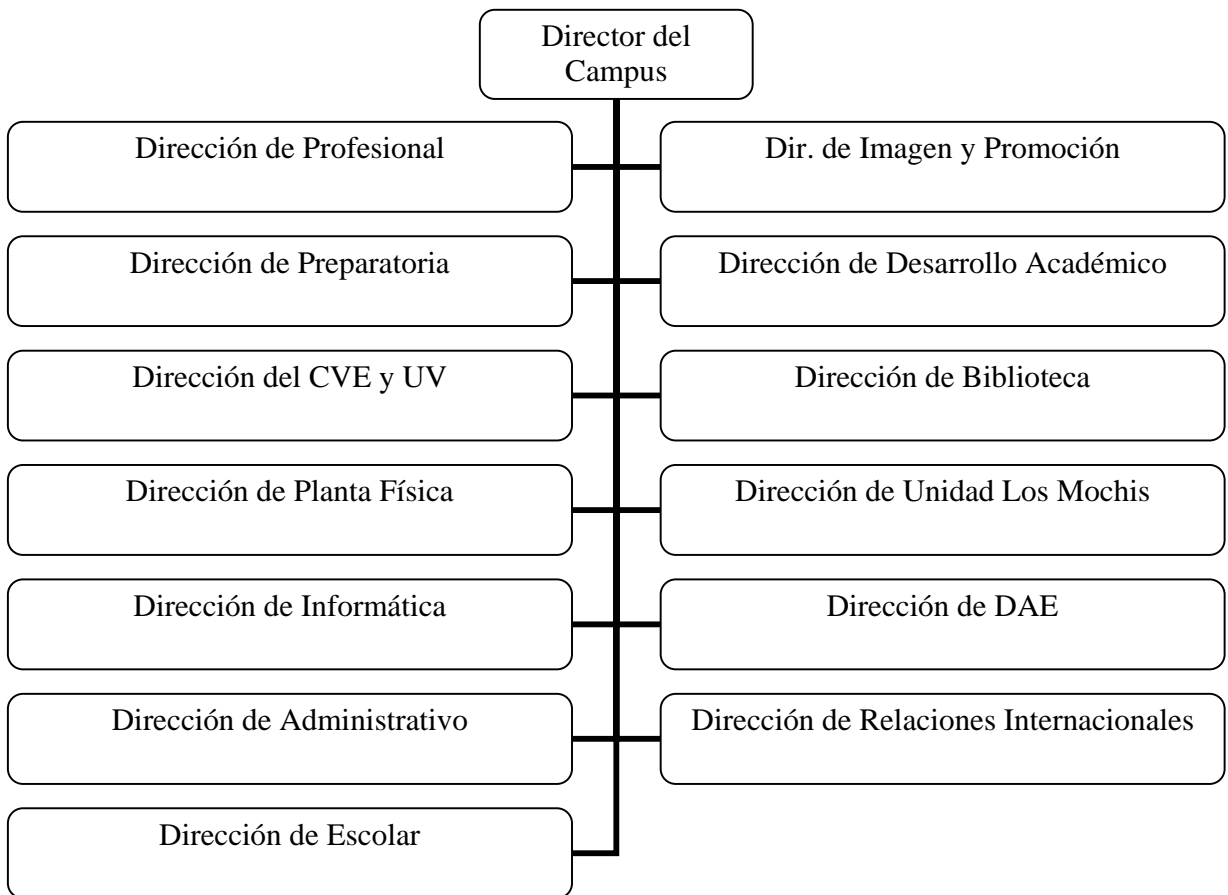 Director del
Campus
Dirección de Profesional
Dir. de Imagen y Promoción
Dirección de Preparatoria
Dirección de Desarrollo Académico
Dirección del CVE y UV
Dirección de Biblioteca
Dirección de Planta Física
Dirección de Unidad Los Mochis
Dirección de Informática
Dirección de DAE
Dirección de Administrativo
Dirección de Relaciones Internacionales
Dirección de Escolar